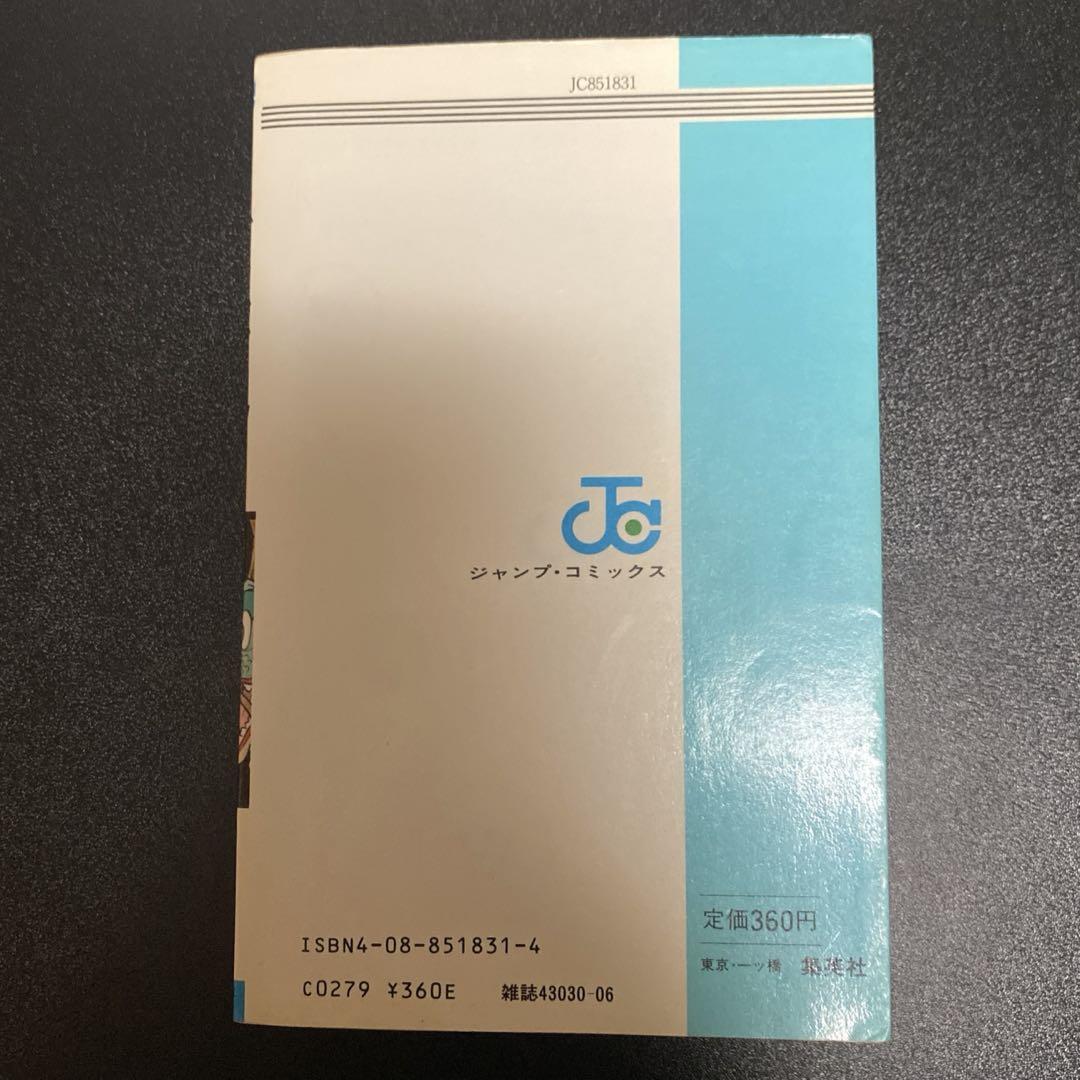 JC851831
JC
ジャンプ・コミックス
定価360円
東京・一ツ橋 集英社
ISBN4-08-851831-4
C0279 ¥360E 雑誌43030-06